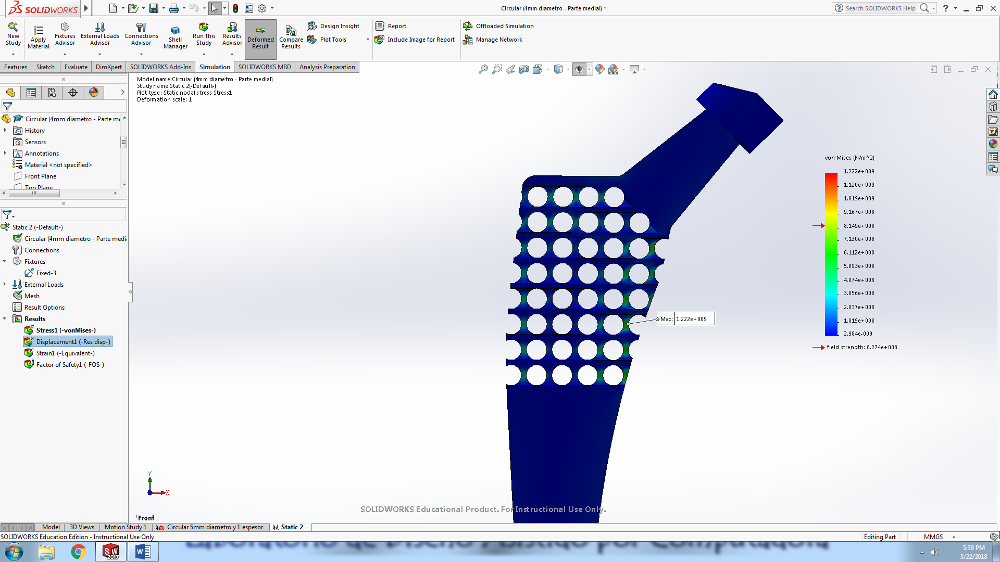 SOLIDWORKS
Circular (4mm diametro - Parte medial) *
Search SOLIDWORKS Help
New Study
Apply Material
Fixtures Advisor
External Loads Advisor
Connections Advisor
Shell Manager
Run This Study
Results Advisor
Deformed Result
Compare Results
Design Insight
Plot Tools
Report
Include Image for Report
Offloaded Simulation
Manage Network
Features
Sketch
Evaluate
DimXpert
SOLIDWORKS Add-Ins
Simulation
SOLIDWORKS MBD
Analysis Preparation
Circular (4mm diametro - Parte me
History
Sensors
Annotations
Material <not specified>
Front Plane
Top Plane
Static 2 (-Default-)
Circular (4mm diametro - Parte media
Connections
Fixtures
Fixed-3
External Loads
Mesh
Result Options
Results
Stress1 (-vonMises-)
Displacement1 (-Res disp-)
Strain1 (-Equivalent-)
Factor of Safety1 (-FOS-)
Model name:Circular (4mm diametro - Parte medial)
Study name:Static 2(-Default-)
Plot type: Static nodal stress Stress1
Deformation scale: 1
von Mises (N/m^2)
1.222e+009
1.120e+009
1.019e+009
9.167e+008
8.149e+008
7.130e+008
6.112e+008
5.093e+008
4.074e+008
3.056e+008
2.037e+008
1.019e+008
2.984e-009
Yield strength: 8.274e+008
Max: 1.222e+009
Y
X
SOLIDWORKS Educational Product. For Instructional Use Only.
*Front
Model
3D Views
Motion Study 1
Circular 5mm diametro y 1 espesor
Static 2
SOLIDWORKS Education Edition - Instructional Use Only
Editing Part
MMGS
SW
2017
5:39 PM
3/22/2018